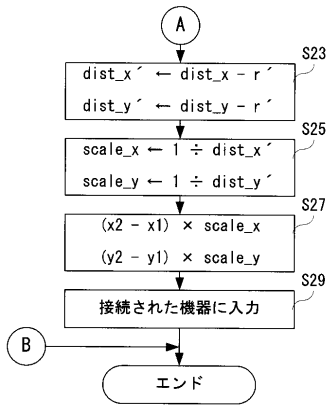 A
S23
dist_x´ ← dist_x − r´
dist_y´ ← dist_y − r´
S25
scale_x ← 1 ÷ dist_x´
scale_y ← 1 ÷ dist_y´
S27
(x2 − x1) × scale_x
(y2 − y1) × scale_y
S29
接続された機器に入力
B
エンド